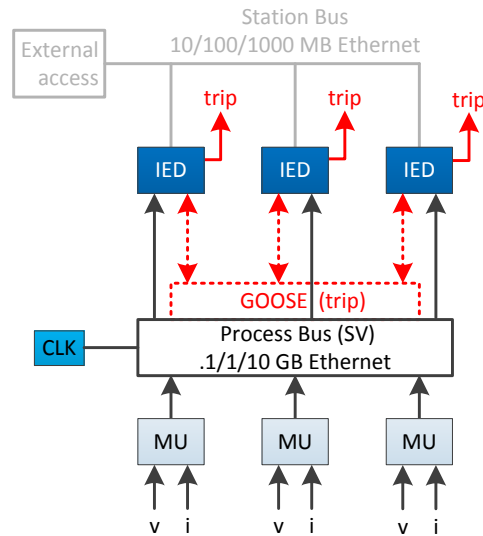 Station Bus
10/100/1000 MB Ethernet
External
access
trip
trip
trip
IED
IED
IED
GOOSE (trip)
CLK
Process Bus (SV)
.1/1/10 GB Ethernet
MU
MU
MU
v i
v i
v i